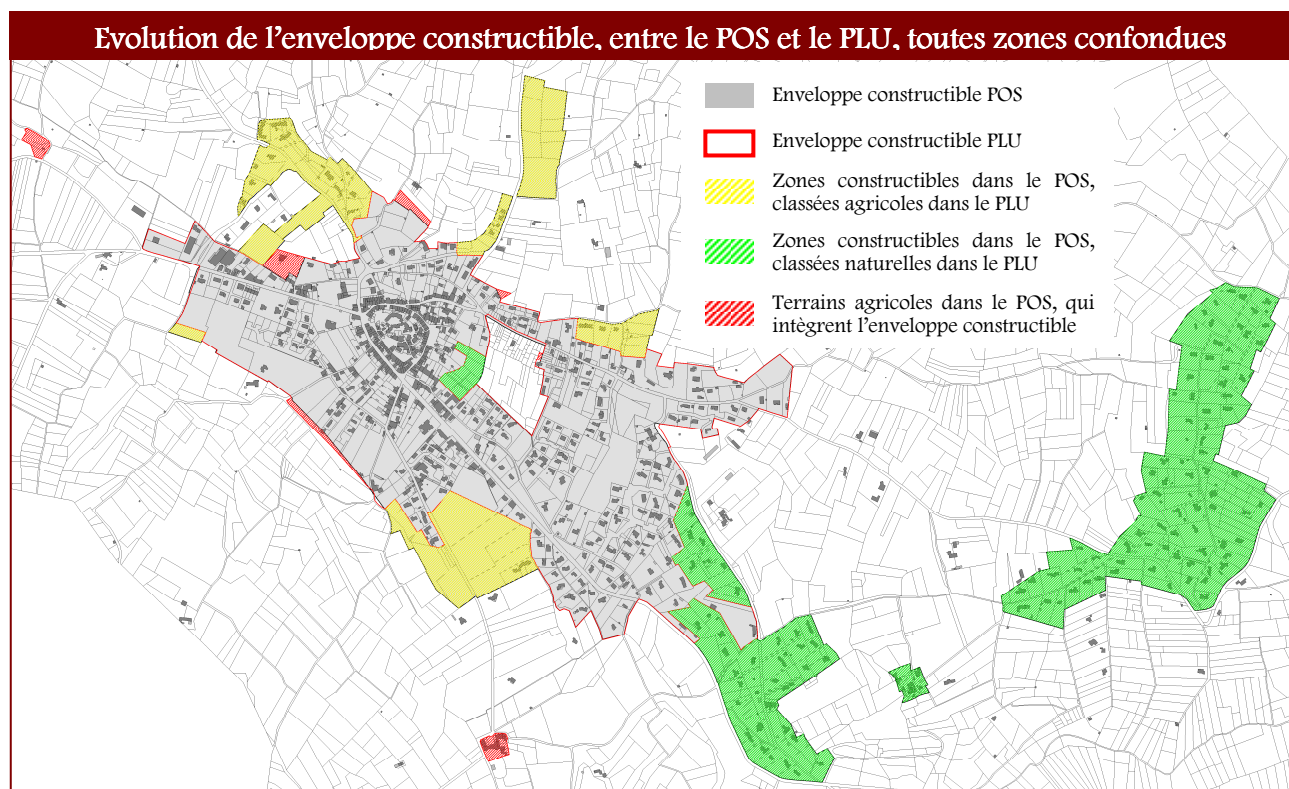 Evolution de l'enveloppe constructible, entre le POS et le PLU, toutes zones confondues
Enveloppe constructible POS
Enveloppe constructible PLU
Zones constructibles dans le POS,
classées agricoles dans le PLU
Zones constructibles dans le POS,
classées naturelles dans le PLU
Terrains agricoles dans le POS, qui
intègrent l'enveloppe constructible